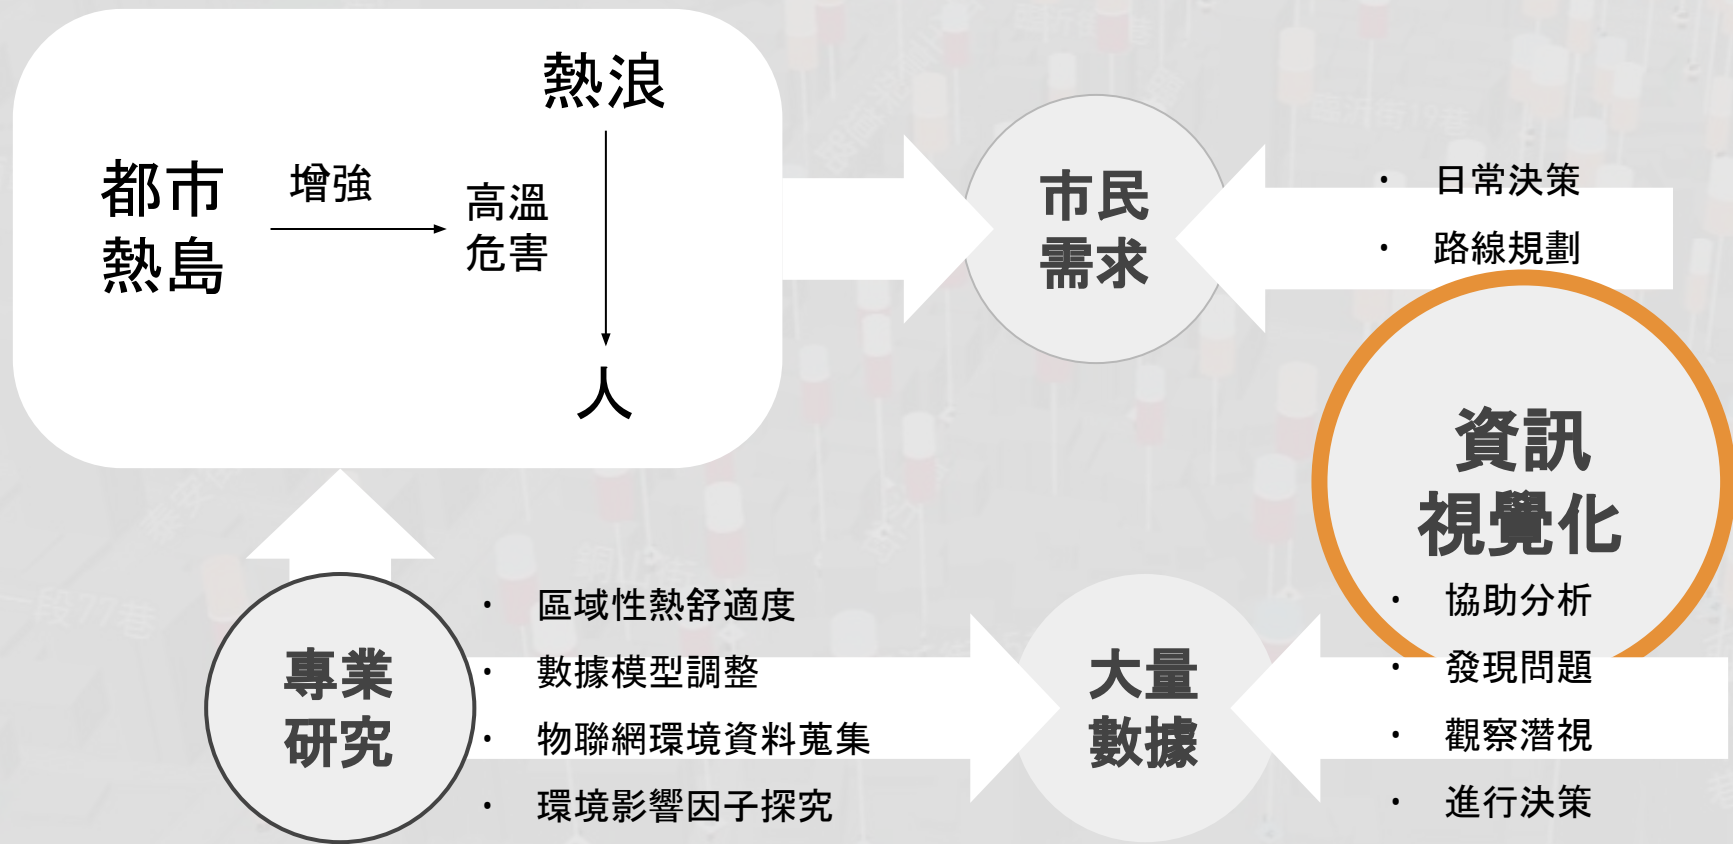 熱浪
都市
熱島
增強
高溫
危害
人
市民
需求
· 日常決策
· 路線規劃
資訊
視覺化
專業
研究
· 區域性熱舒適度
· 數據模型調整
· 物聯網環境資料蒐集
· 環境影響因子探究
大量
數據
· 協助分析
· 發現問題
· 觀察潛視
· 進行決策